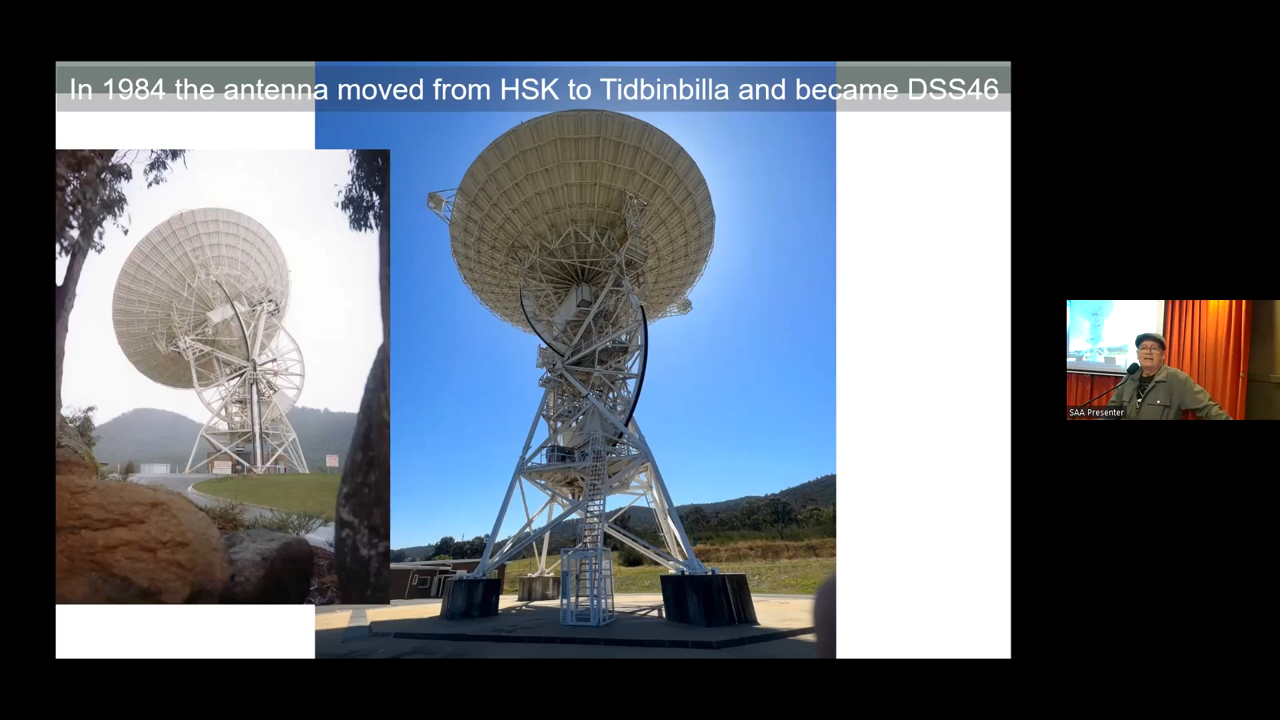 In 1984 the antenna moved from HSK to Tidbinbilla and became DSS46
SAA Presenter